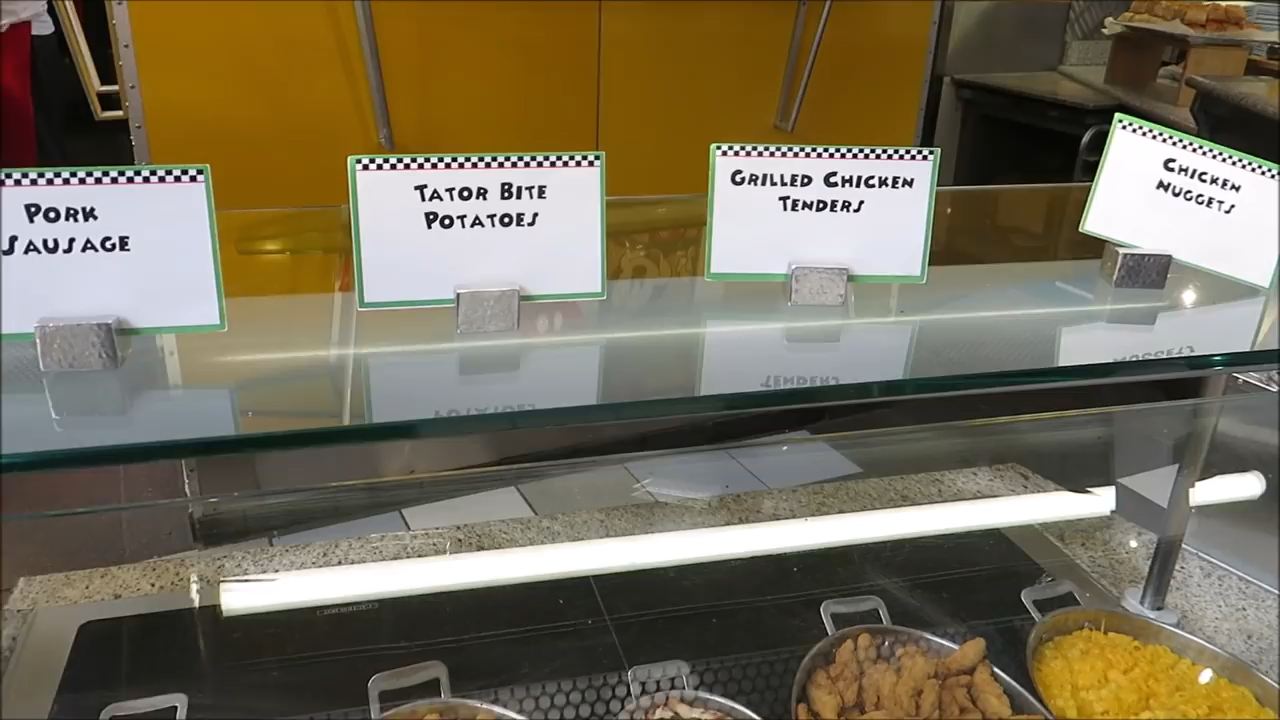 PORK
SAUSAGE
TATOR BITE
POTATOES
GRILLED CHICKEN
TENDERS
CHICKEN
NUGGETS